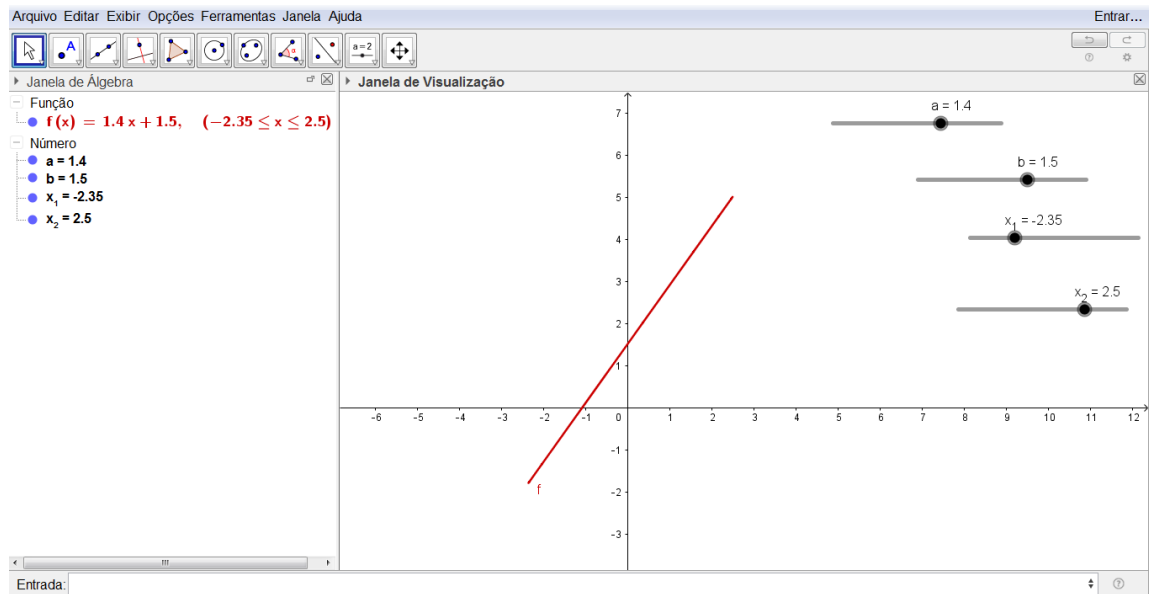 Arquivo Editar Exibir Opções Ferramentas Janela Ajuda
Entrar...
A
α
a=2
Janela de Álgebra
Função
f(x) = 1.4 x + 1.5, (−2.35 ≤ x ≤ 2.5)
Número
a = 1.4
b = 1.5
x₁ = -2.35
x₂ = 2.5
Janela de Visualização
a = 1.4
b = 1.5
x₁ = -2.35
x₂ = 2.5
7
6
5
4
3
2
1
-6 -5 -4 -3 -2 -1 0 1 2 3 4 5 6 7 8 9 10 11 12
-1
-2
-3
f
Entrada: